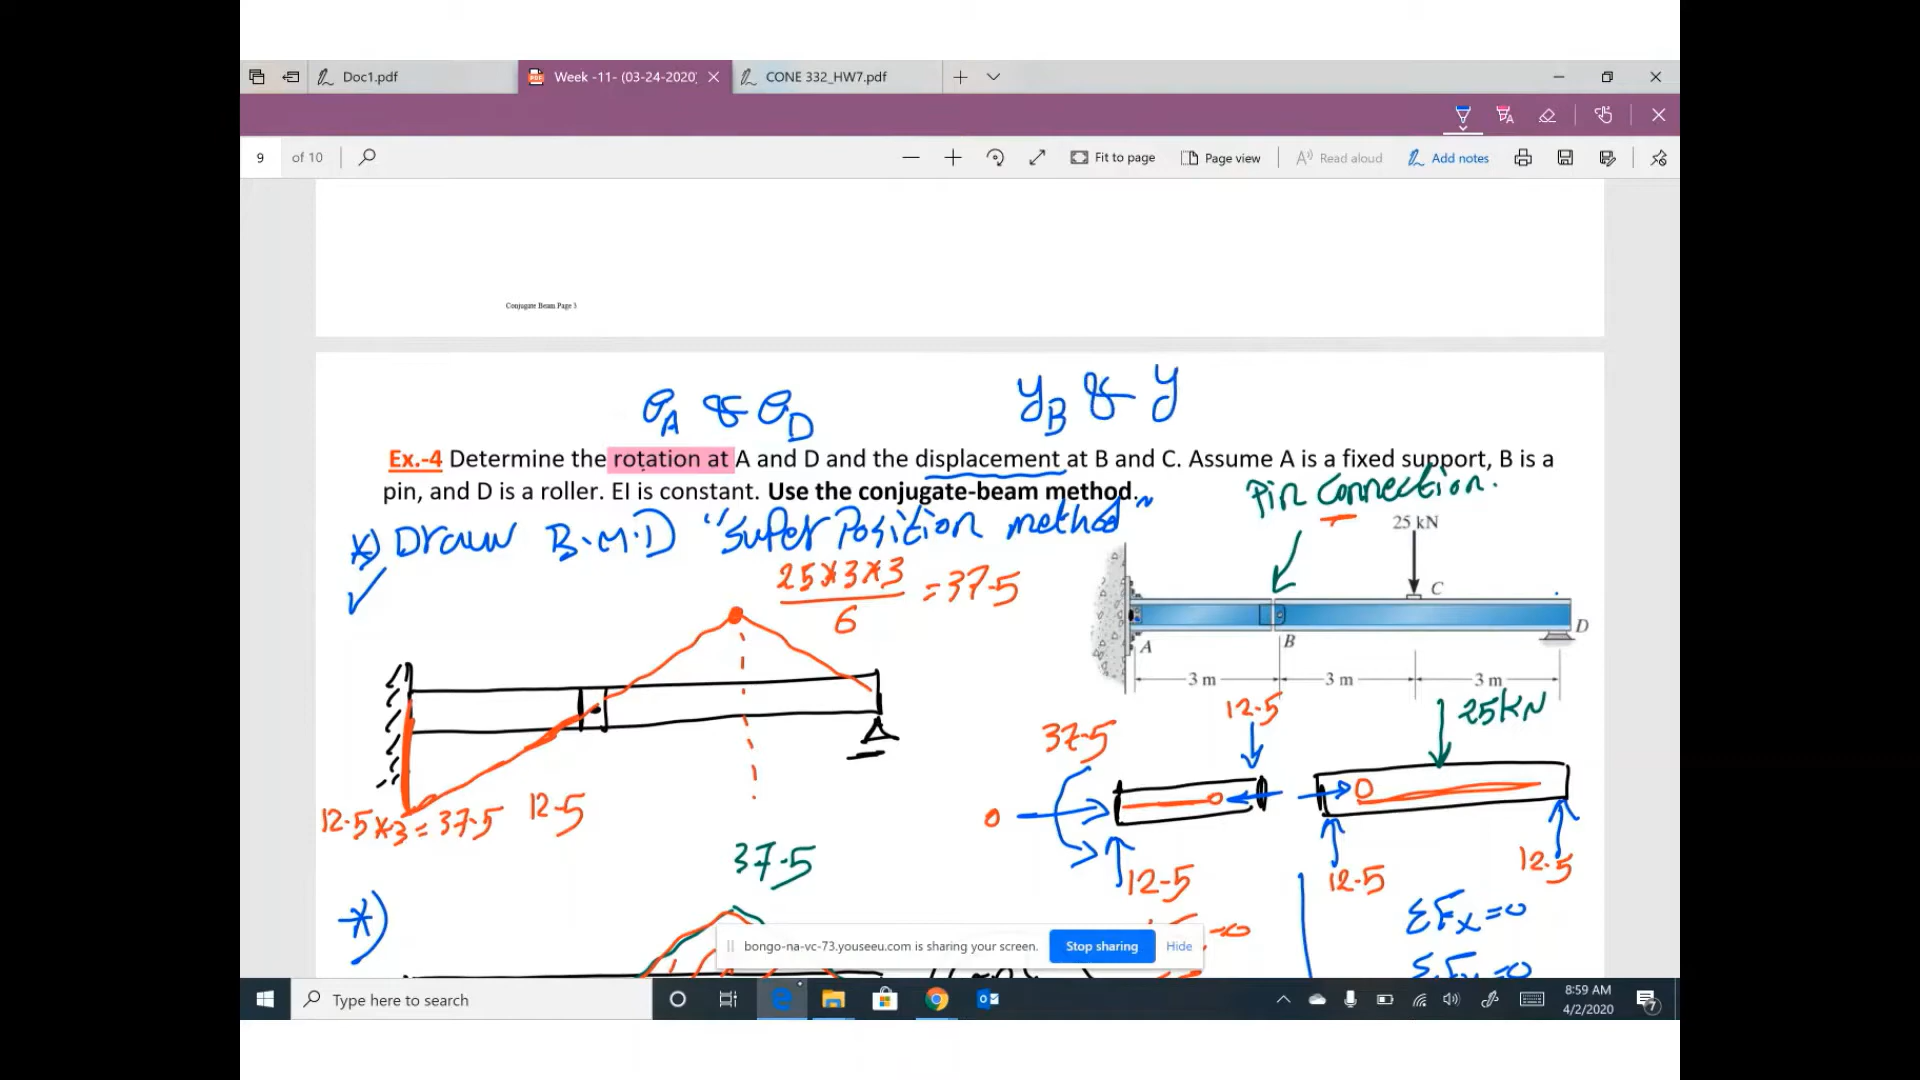 Doc1.pdf
Week -11- (03-24-2020)
CONE 332_HW7.pdf
9 of 10
Fit to page
Page view
Read aloud
Add notes
Conjugate Beam Page 3
θA & θD
yB & y
Ex.-4 Determine the rotation at A and D and the displacement at B and C. Assume A is a fixed support, B is a
pin, and D is a roller. EI is constant. Use the conjugate-beam method.
Pin Connection.
*) Draw B.M.D "Super Position method"
25*3*3
6
=37.5
25 kN
C
A
B
D
3 m
3 m
3 m
12.5*3=37.5
12.5
37.5
12.5
25KN
0
0
0
12.5
12.5
12.5
37.5
*)
ΣFx=0
=0
bongo-na-vc-73.youseeu.com is sharing your screen.
Stop sharing
Hide
Type here to search
8:59 AM
4/2/2020
7